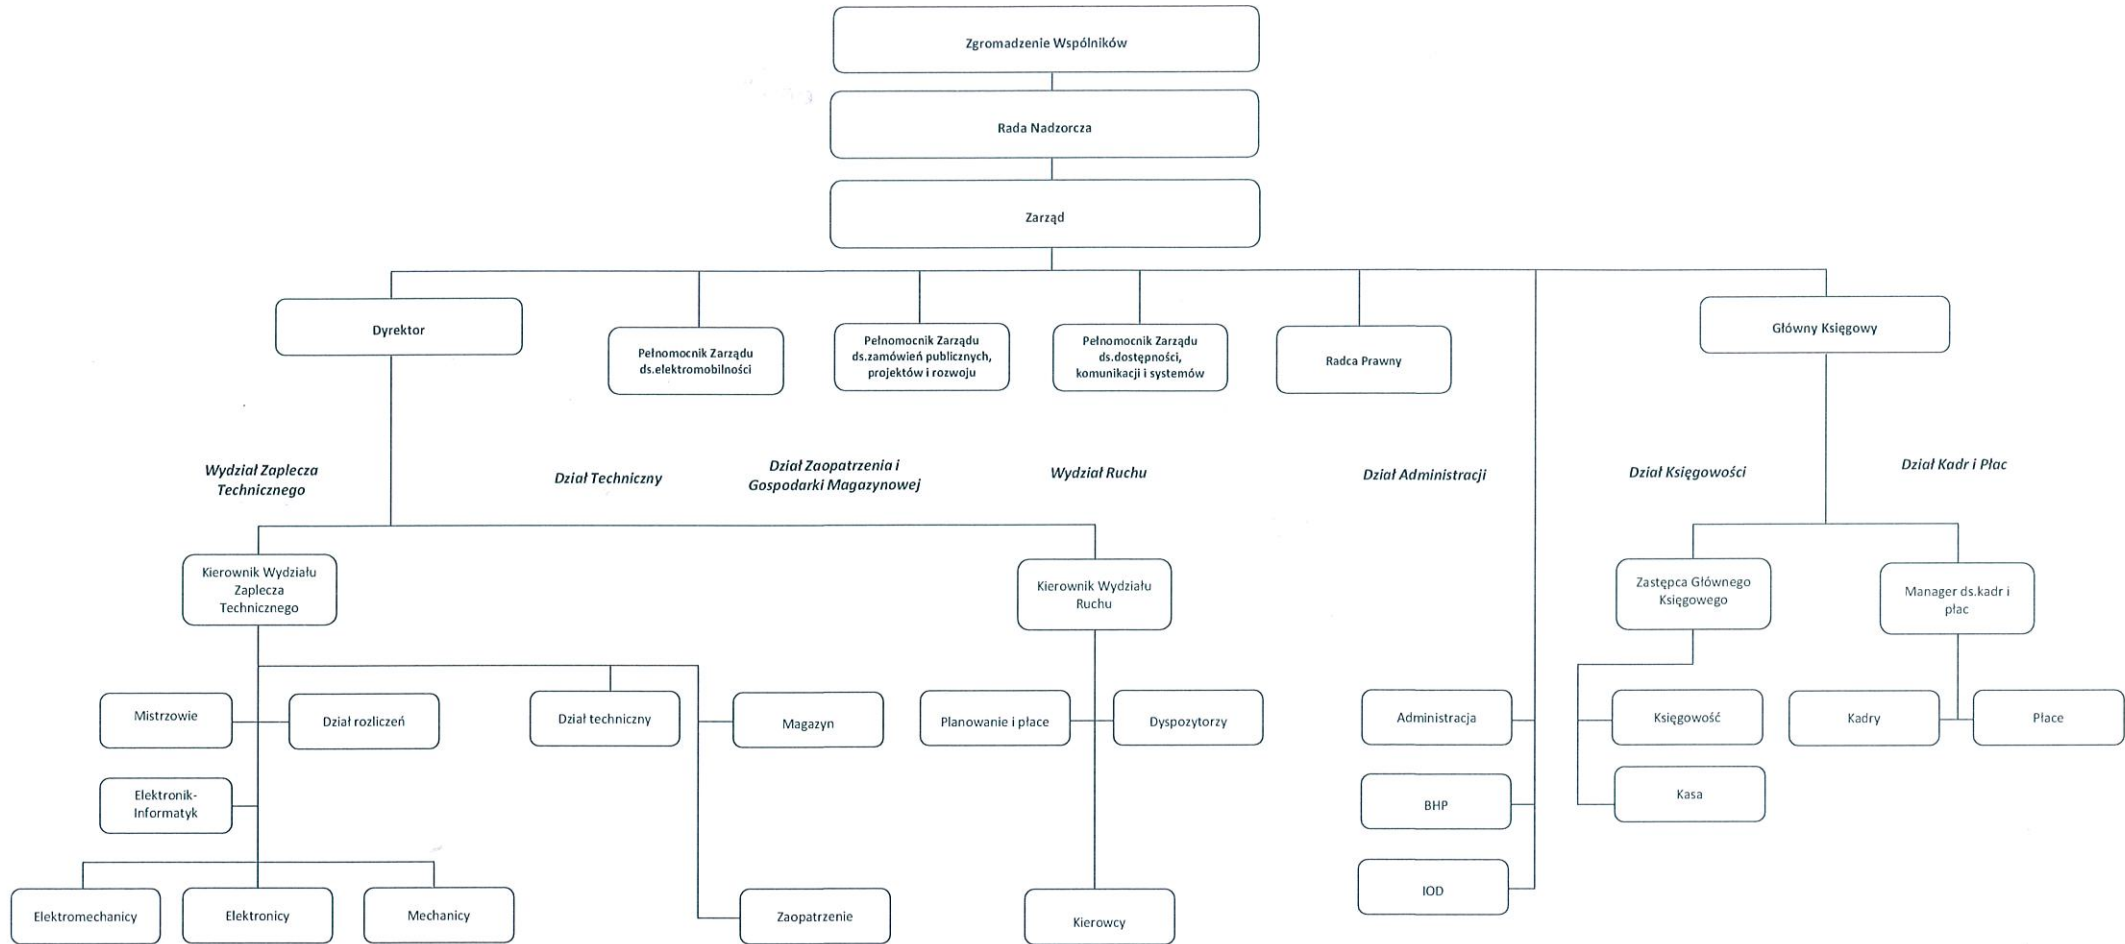 Zgromadzenie Wspólników
Rada Nadzorcza
Zarząd
Dyrektor
Pełnomocnik Zarządu
ds.elektromobilności
Pełnomocnik Zarządu
ds.zamówień publicznych,
projektów i rozwoju
Pełnomocnik Zarządu
ds.dostępności,
komunikacji i systemów
Radca Prawny
Główny Księgowy
Wydział Zaplecza
Technicznego
Dział Techniczny
Dział Zaopatrzenia i
Gospodarki Magazynowej
Wydział Ruchu
Dział Administracji
Dział Księgowości
Dział Kadr i Płac
Kierownik Wydziału
Zaplecza
Technicznego
Kierownik Wydziału
Ruchu
Zastępca Głównego
Księgowego
Manager ds.kadr i
płac
Mistrzowie
Dział rozliczeń
Dział techniczny
Magazyn
Planowanie i płace
Dyspozytorzy
Administracja
Księgowość
Kadry
Płace
Elektronik-
Informatyk
BHP
Kasa
Elektromechanicy
Elektronicy
Mechanicy
Zaopatrzenie
Kierowcy
IOD